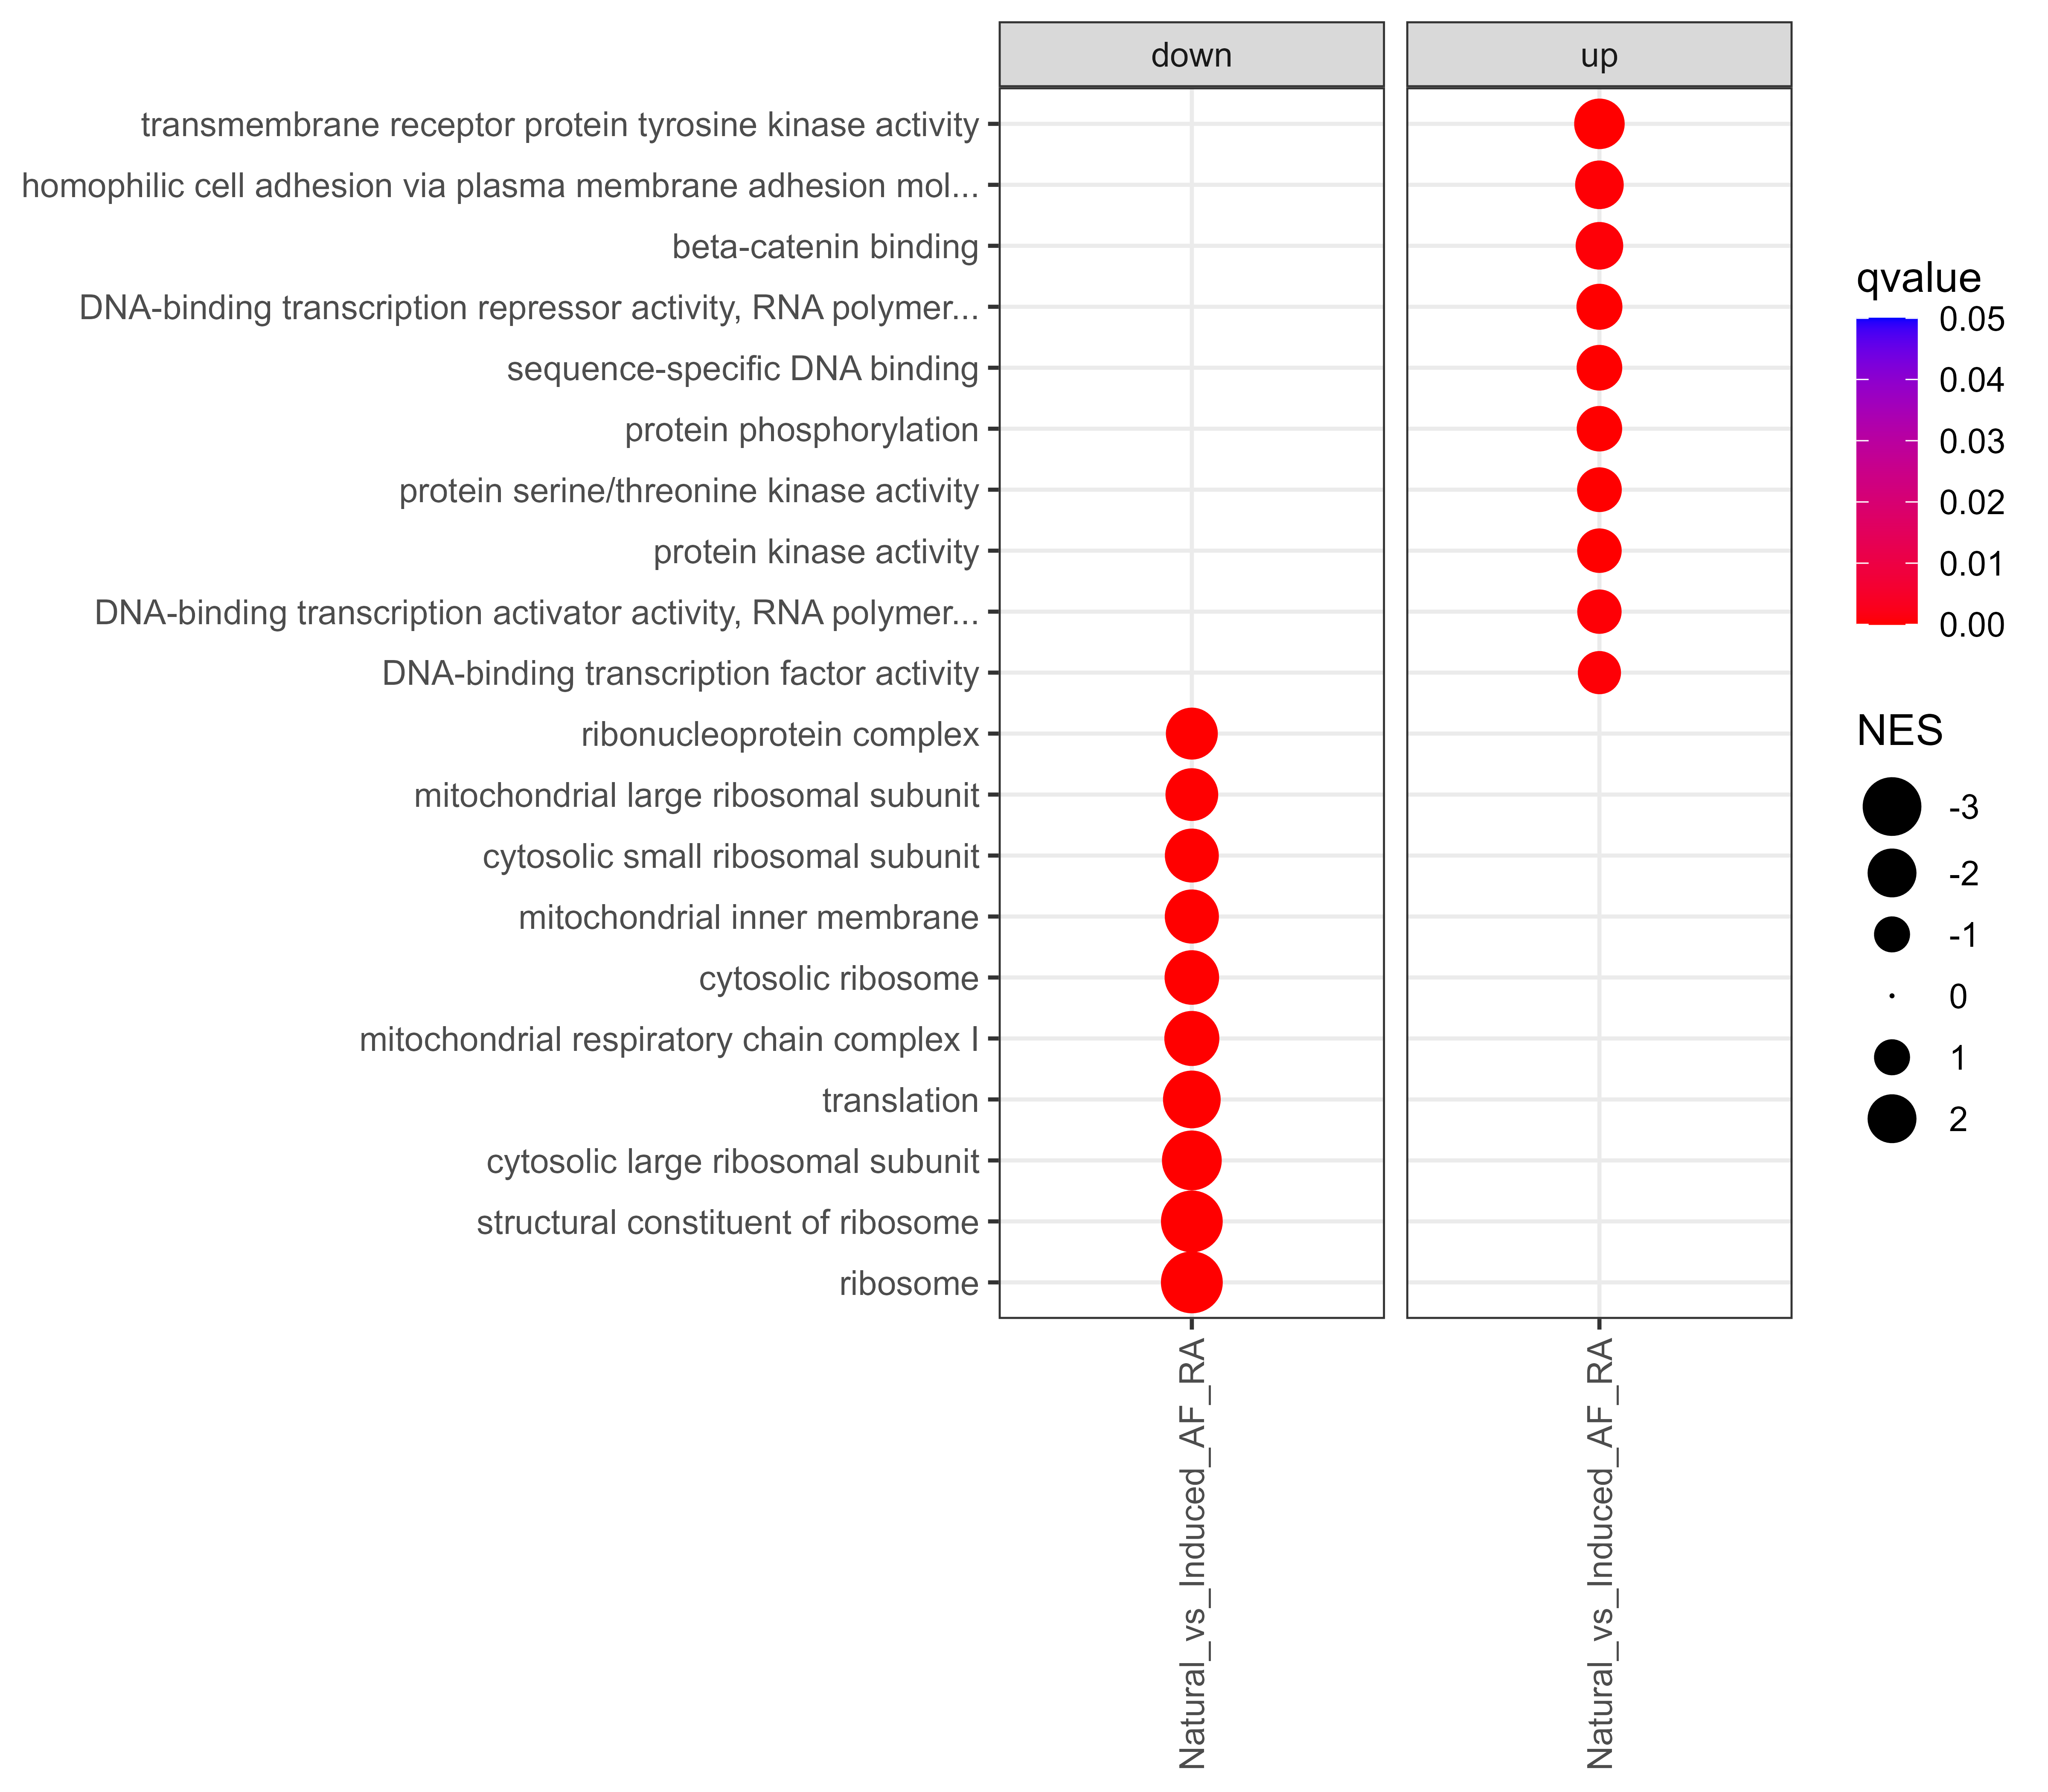 down
up
transmembrane receptor protein tyrosine kinase activity
homophilic cell adhesion via plasma membrane adhesion mol...
beta-catenin binding
DNA-binding transcription repressor activity, RNA polymer...
sequence-specific DNA binding
protein phosphorylation
protein serine/threonine kinase activity
protein kinase activity
DNA-binding transcription activator activity, RNA polymer...
DNA-binding transcription factor activity
ribonucleoprotein complex
mitochondrial large ribosomal subunit
cytosolic small ribosomal subunit
mitochondrial inner membrane
cytosolic ribosome
mitochondrial respiratory chain complex I
translation
cytosolic large ribosomal subunit
structural constituent of ribosome
ribosome
Natural_vs_Induced_AF_RA
Natural_vs_Induced_AF_RA
qvalue
0.05
0.04
0.03
0.02
0.01
0.00
NES
-3
-2
-1
0
1
2